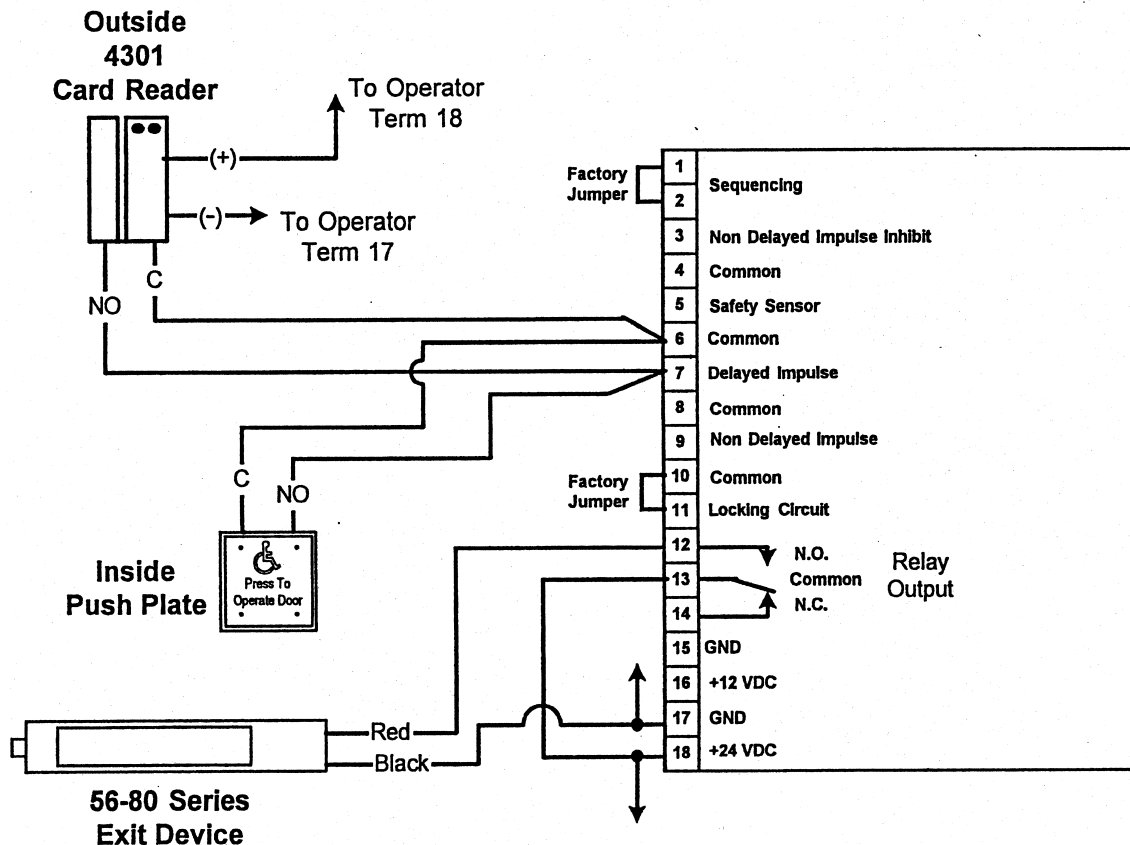 Outside
4301
Card Reader
To Operator
Term 18
(+)
(-)
To Operator
Term 17
C
NO
Factory
Jumper
1
2
Sequencing
3 Non Delayed Impulse Inhibit
4 Common
5 Safety Sensor
6 Common
7 Delayed Impulse
8 Common
9 Non Delayed Impulse
Factory
Jumper
10 Common
11 Locking Circuit
12 N.O.
13 Common
14 N.C.
Relay
Output
15 GND
16 +12 VDC
17 GND
18 +24 VDC
C
NO
Inside
Push Plate
Press To
Operate Door
Red
Black
56-80 Series
Exit Device